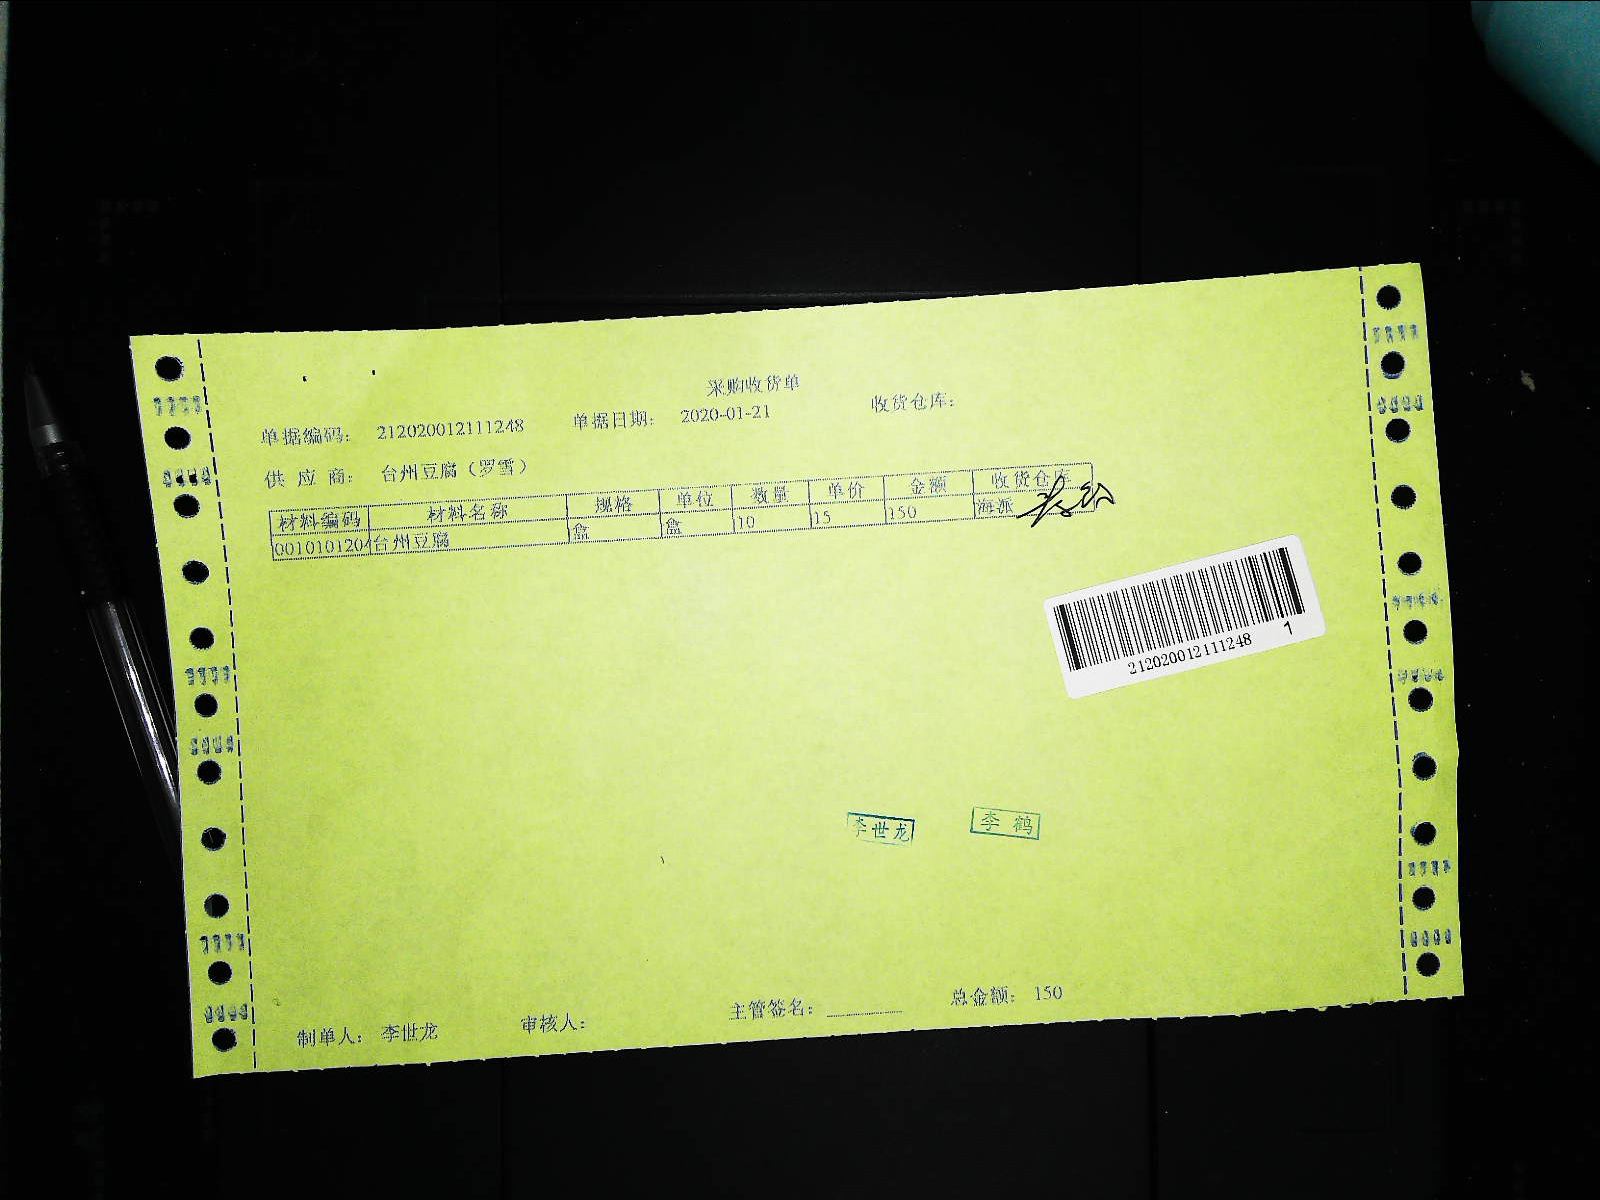 采购收货单
单据编码： 212020012111248 单据日期： 2020-01-21 收货仓库：
供 应 商： 台州豆腐（罗雪）
材料编码 材料名称 规格 单位 数量 单价 金额 收货仓库
0010101204 台州豆腐 盒 盒 10 15 150 海派
212020012111248 1
李世龙 李鹤
制单人： 李世龙 审核人： 主管签名： 总金额： 150